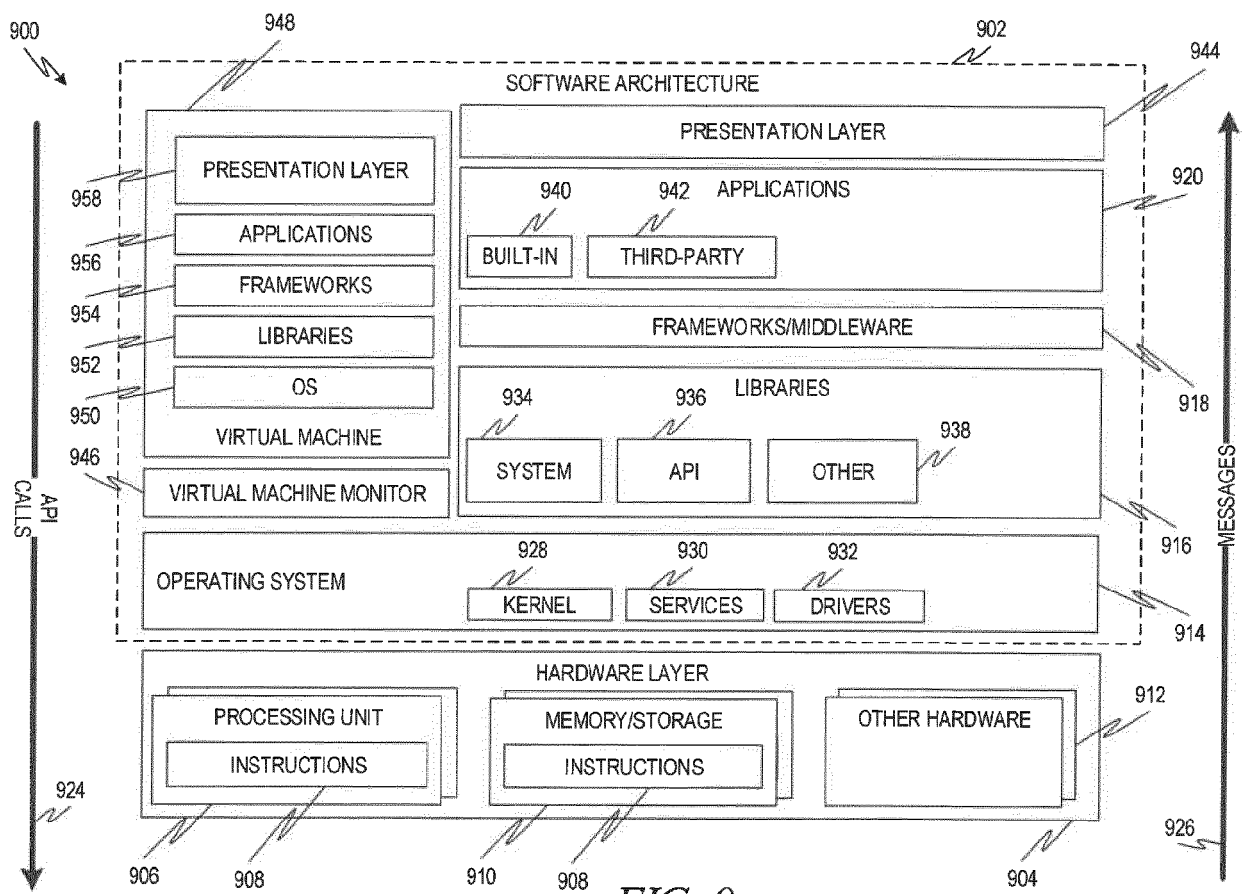 900
948
902
944
SOFTWARE ARCHITECTURE
PRESENTATION LAYER
PRESENTATION LAYER
958
940
942
APPLICATIONS
920
BUILT-IN
THIRD-PARTY
APPLICATIONS
956
FRAMEWORKS
954
FRAMEWORKS/MIDDLEWARE
918
LIBRARIES
952
OS
950
VIRTUAL MACHINE
LIBRARIES
934
936
938
SYSTEM
API
OTHER
946
VIRTUAL MACHINE MONITOR
916
API
CALLS
MESSAGES
OPERATING SYSTEM
928
930
932
KERNEL
SERVICES
DRIVERS
914
HARDWARE LAYER
PROCESSING UNIT
MEMORY/STORAGE
OTHER HARDWARE
912
INSTRUCTIONS
INSTRUCTIONS
924
926
906
908
910
908
904
FIG. 9